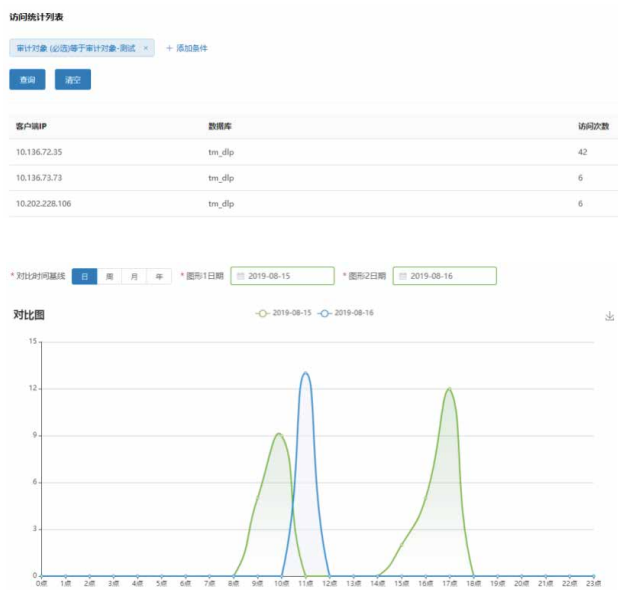 访问统计列表
审计对象 (必选)等于审计对象-测试 × + 添加条件
查询 清空
客户端IP 数据库 访问次数
10.136.72.35 tm_dlp 42
10.136.73.73 tm_dlp 6
10.202.228.106 tm_dlp 6
* 对比时间基线 日 周 月 年 * 图形1日期 2019-08-15 * 图形2日期 2019-08-16
对比图 2019-08-15 2019-08-16
15
12
9
6
3
0
0点 1点 2点 3点 4点 5点 6点 7点 8点 9点 10点 11点 12点 13点 14点 15点 16点 17点 18点 19点 20点 21点 22点 23点